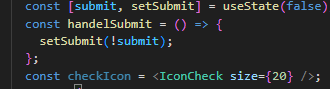 const [submit, setSubmit] = useState(false)
const handelSubmit = () => {
setSubmit(!submit);
};
const checkIcon = <IconCheck size={20} />;